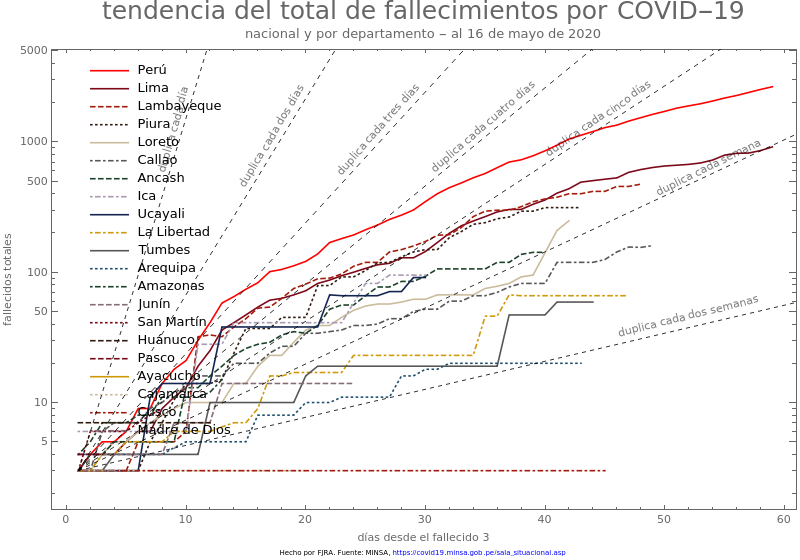 tendencia del total de fallecimientos por COVID−19
nacional y por departamento − al 16 de mayo de 2020
5000
1000
500
100
50
10
5
fallecidos totales
Perú
Lima
Lambayeque
Piura
Loreto
Callao
Ancash
Ica
Ucayali
La Libertad
Tumbes
Arequipa
Amazonas
Junín
San Martín
Huánuco
Pasco
Ayacucho
Cajamarca
Cusco
Madre de Dios
duplica cada día
duplica cada dos días
duplica cada tres días
duplica cada cuatro días
duplica cada cinco días
duplica cada semana
duplica cada dos semanas
0 10 20 30 40 50 60
días desde el fallecido 3
Hecho por FJRA. Fuente: MINSA, https://covid19.minsa.gob.pe/sala_situacional.asp